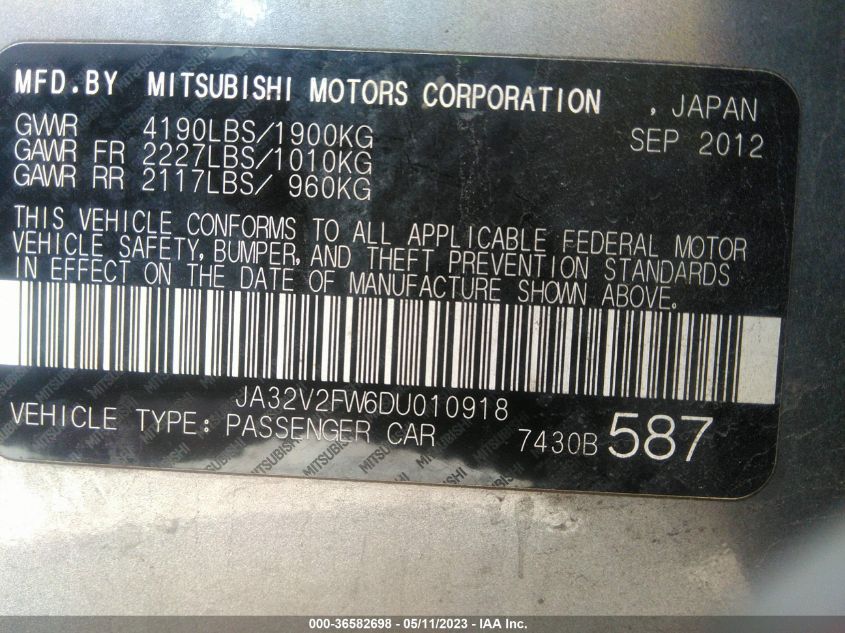 MFD.BY MITSUBISHI MOTORS CORPORATION , JAPAN
GVWR 4190LBS/1900KG SEP 2012
GAWR FR 2227LBS/1010KG
GAWR RR 2117LBS/ 960KG
THIS VEHICLE CONFORMS TO ALL APPLICABLE FEDERAL MOTOR
VEHICLE SAFETY, BUMPER, AND THEFT PREVENTION STANDARDS
IN EFFECT ON THE DATE OF MANUFACTURE SHOWN ABOVE.
JA32V2FW6DU010918
VEHICLE TYPE: PASSENGER CAR 7430B 587
MITSUBISHI
000-36582698 - 05/11/2023 - IAA Inc.